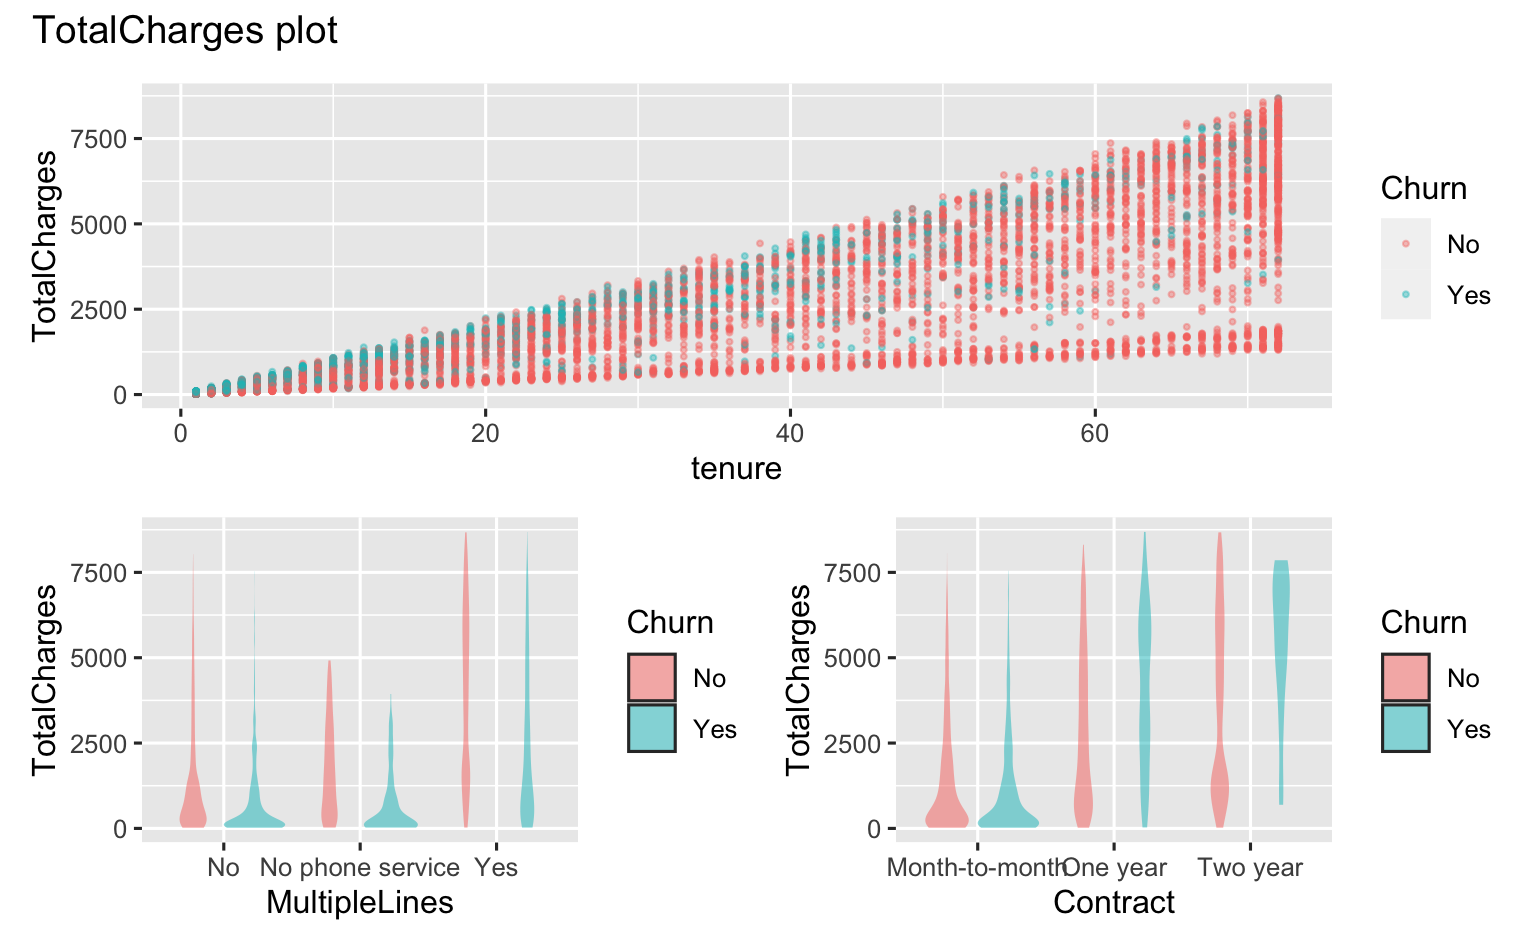 TotalCharges plot
TotalCharges
7500
5000
2500
0
0 20 40 60
tenure
Churn
No
Yes
TotalCharges
7500
5000
2500
0
No No phone service Yes
MultipleLines
Churn
No
Yes
TotalCharges
7500
5000
2500
0
Month-to-month One year Two year
Contract
Churn
No
Yes